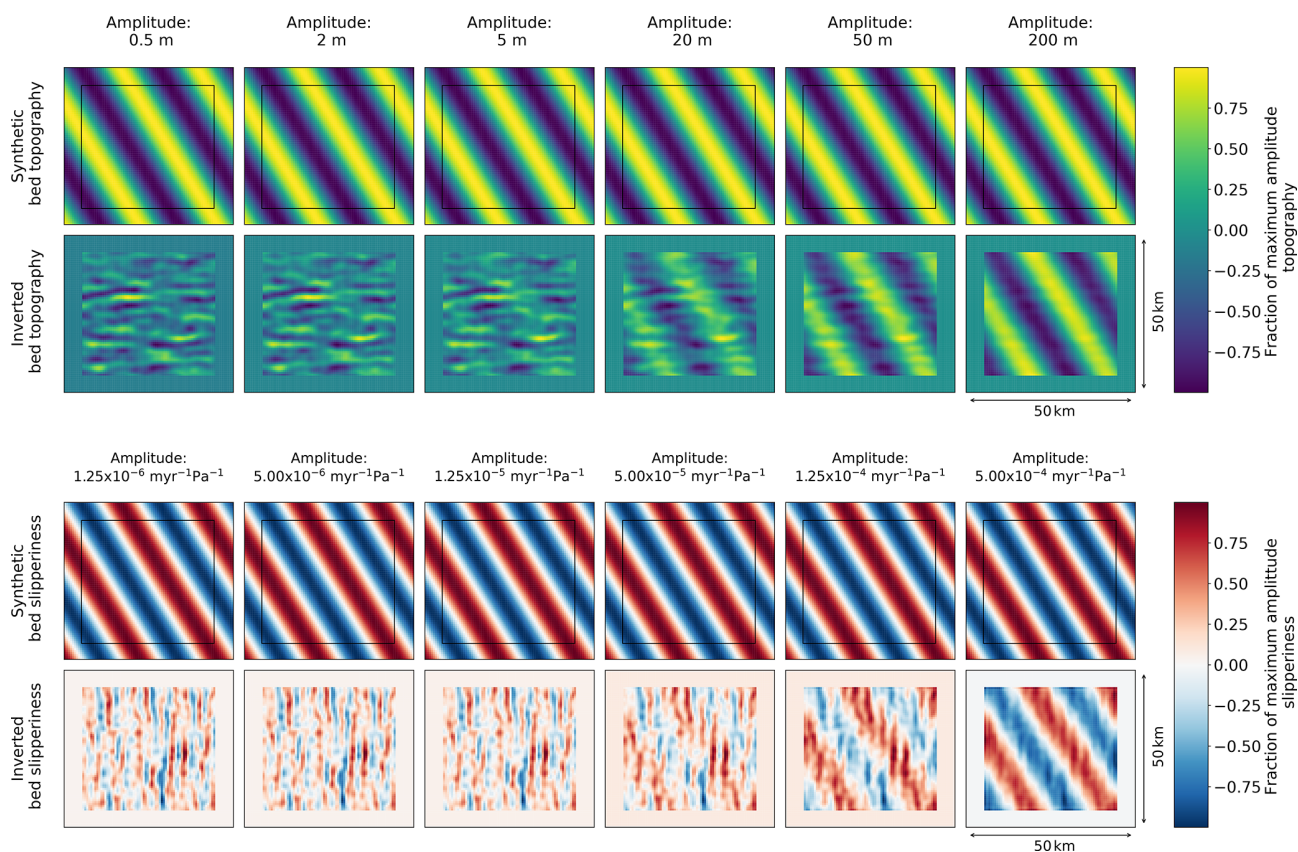 Amplitude:
0.5 m
Amplitude:
2 m
Amplitude:
5 m
Amplitude:
20 m
Amplitude:
50 m
Amplitude:
200 m
Synthetic
bed topography
Inverted
bed topography
50 km
50 km
0.75
0.50
0.25
0.00
−0.25
−0.50
−0.75
Fraction of maximum amplitude
topography
Amplitude:
1.25x10⁻⁶ myr⁻¹Pa⁻¹
Amplitude:
5.00x10⁻⁶ myr⁻¹Pa⁻¹
Amplitude:
1.25x10⁻⁵ myr⁻¹Pa⁻¹
Amplitude:
5.00x10⁻⁵ myr⁻¹Pa⁻¹
Amplitude:
1.25x10⁻⁴ myr⁻¹Pa⁻¹
Amplitude:
5.00x10⁻⁴ myr⁻¹Pa⁻¹
Synthetic
bed slipperiness
Inverted
bed slipperiness
50 km
50 km
0.75
0.50
0.25
0.00
−0.25
−0.50
−0.75
Fraction of maximum amplittude
slipperiness